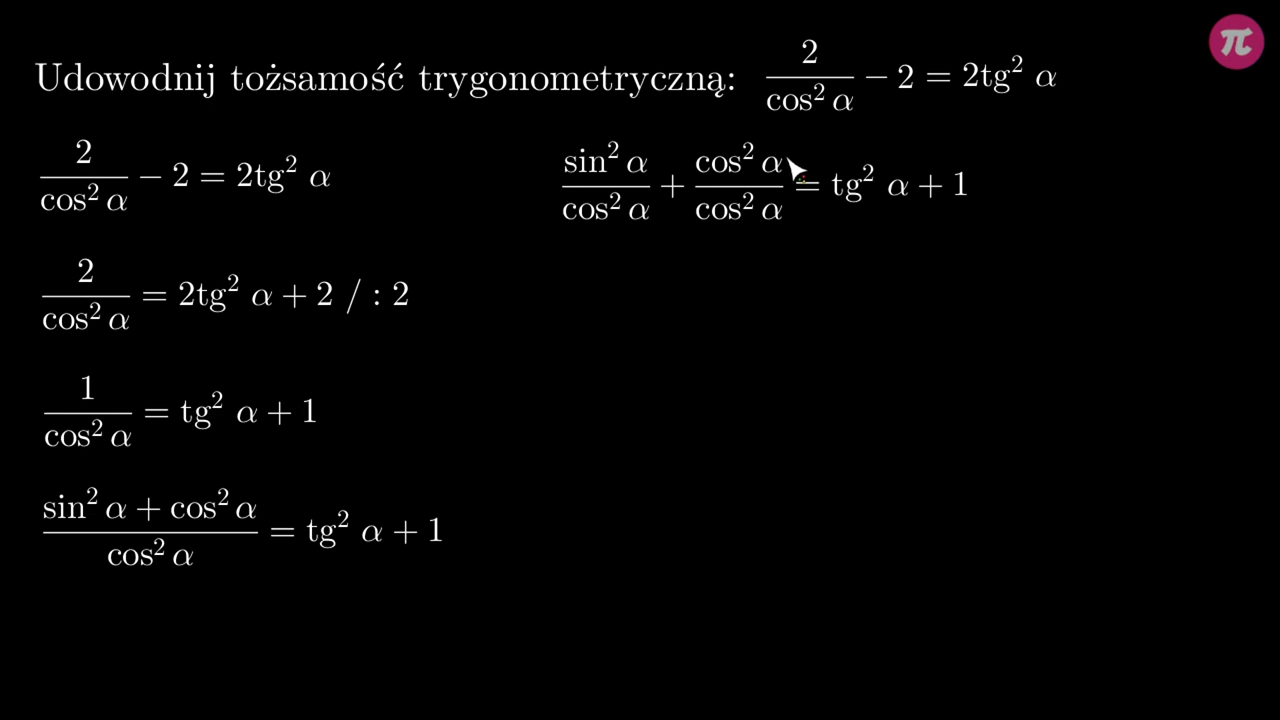 Udowodnij tożsamość trygonometryczną: 2/cos² α − 2 = 2tg² α
2/cos² α − 2 = 2tg² α
2/cos² α = 2tg² α + 2 / : 2
1/cos² α = tg² α + 1
(sin² α + cos² α)/cos² α = tg² α + 1
sin² α/cos² α + cos² α/cos² α = tg² α + 1
π